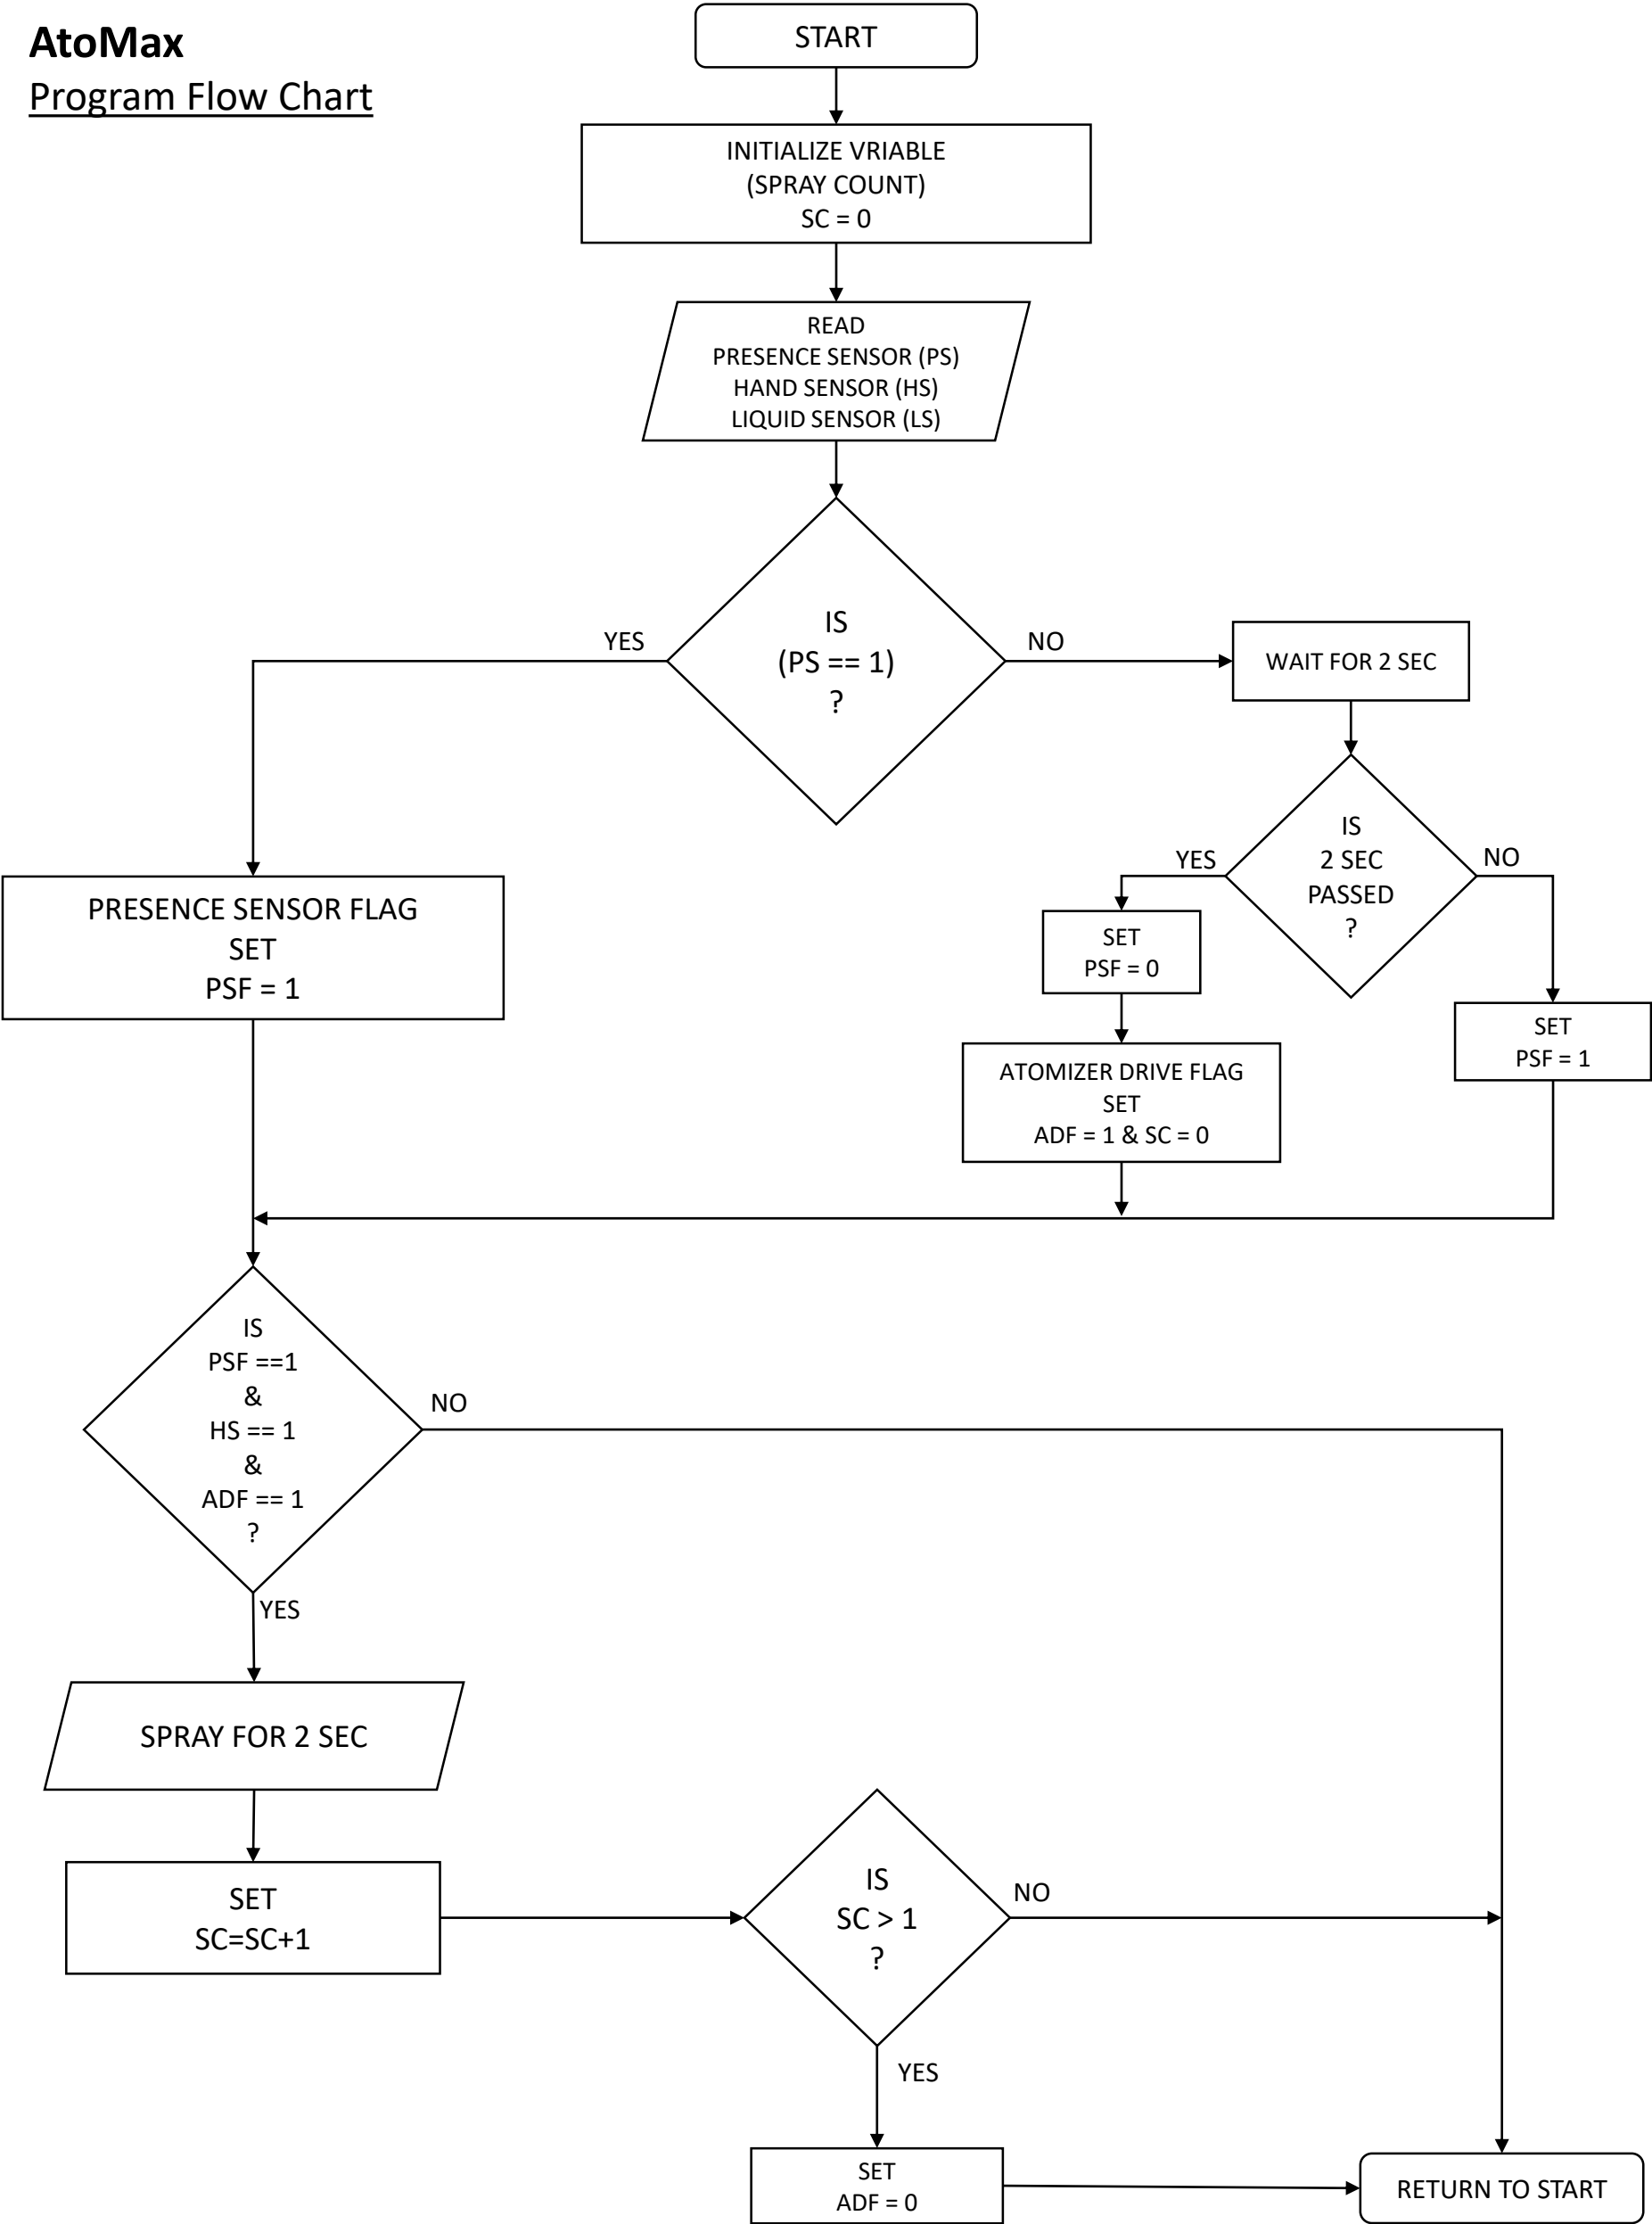 AtoMax
Program Flow Chart
START
INITIALIZE VRIABLE
(SPRAY COUNT)
SC = 0
READ
PRESENCE SENSOR (PS)
HAND SENSOR (HS)
LIQUID SENSOR (LS)
IS
(PS == 1)
?
YES
NO
WAIT FOR 2 SEC
IS
2 SEC
PASSED
?
YES
NO
PRESENCE SENSOR FLAG
SET
PSF = 1
SET
PSF = 0
SET
PSF = 1
ATOMIZER DRIVE FLAG
SET
ADF = 1 & SC = 0
IS
PSF ==1
&
HS == 1
&
ADF == 1
?
NO
YES
SPRAY FOR 2 SEC
SET
SC=SC+1
IS
SC > 1
?
NO
YES
SET
ADF = 0
RETURN TO START